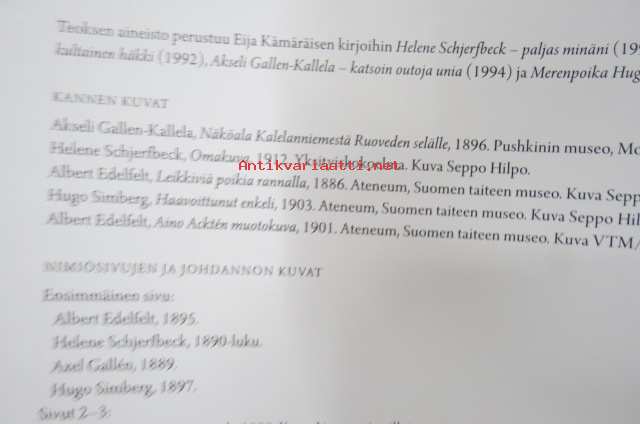 Teoksen aineisto perustuu Eija Kämäräisen kirjoihin Helene Schjerfbeck – paljas minäni (199
kultainen häkki (1992), Akseli Gallen-Kallela – katsoin outoja unia (1994) ja Merenpoika Hug
KANNEN KUVAT
Akseli Gallen-Kallela, Näköala Kalelanniemestä Ruoveden selälle, 1896. Pushkinin museo, Mo
Helene Schjerfbeck, Omakuva, 1912. Yksityiskokoelma. Kuva Seppo Hilpo.
Antikvariaatti.net
Albert Edelfelt, Leikkiviä poikia rannalla, 1886. Ateneum, Suomen taiteen museo. Kuva Sepp
Hugo Simberg, Haavoittunut enkeli, 1903. Ateneum, Suomen taiteen museo. Kuva Seppo Hil
Albert Edelfelt, Aino Acktén muotokuva, 1901. Ateneum, Suomen taiteen museo. Kuva VTM/
NIMIÖSIVUJEN JA JOHDANNON KUVAT
Ensimmäinen sivu:
Albert Edelfelt, 1895.
Helene Schjerfbeck, 1890-luku.
Axel Gallén, 1889.
Hugo Simberg, 1897.
Sivut 2–3: